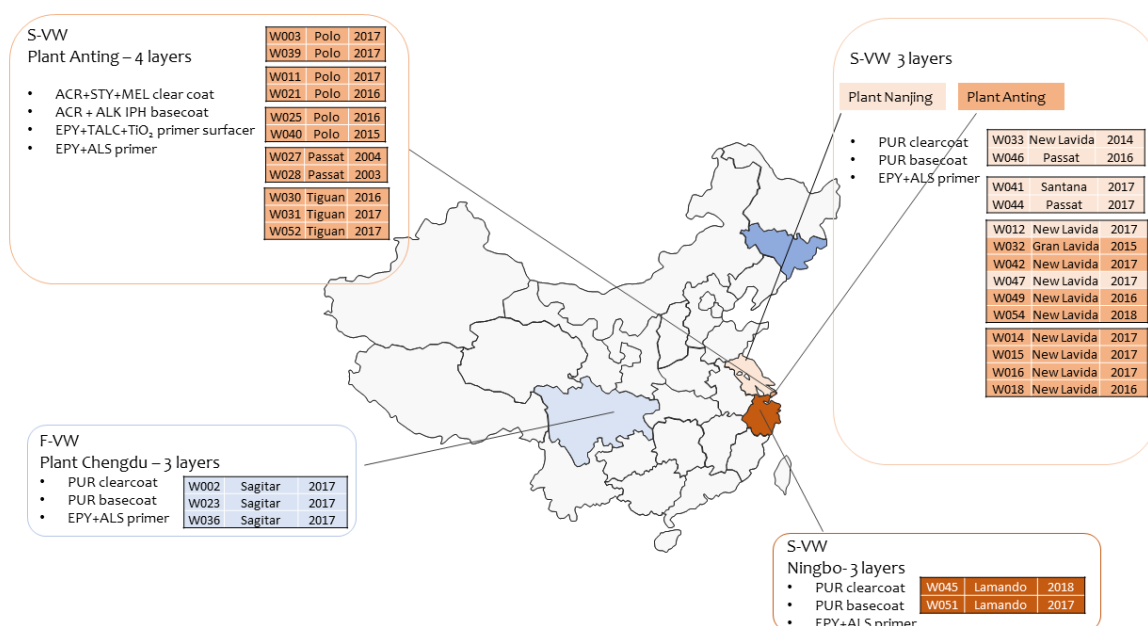 S-VW
Plant Anting – 4 layers
• ACR+STY+MEL clear coat
• ACR + ALK IPH basecoat
• EPY+TALC+TiO₂ primer surfacer
• EPY+ALS primer
W003 Polo 2017
W039 Polo 2017
W011 Polo 2017
W021 Polo 2016
W025 Polo 2016
W040 Polo 2015
W027 Passat 2004
W028 Passat 2003
W030 Tiguan 2016
W031 Tiguan 2017
W052 Tiguan 2017
S-VW 3 layers
Plant Nanjing Plant Anting
• PUR clearcoat
• PUR basecoat
• EPY+ALS primer
W033 New Lavida 2014
W046 Passat 2016
W041 Santana 2017
W044 Passat 2017
W012 New Lavida 2017
W032 Gran Lavida 2015
W042 New Lavida 2017
W047 New Lavida 2017
W049 New Lavida 2016
W054 New Lavida 2018
W014 New Lavida 2017
W015 New Lavida 2017
W016 New Lavida 2017
W018 New Lavida 2016
F-VW
Plant Chengdu – 3 layers
• PUR clearcoat
• PUR basecoat
• EPY+ALS primer
W002 Sagitar 2017
W023 Sagitar 2017
W036 Sagitar 2017
S-VW
Ningbo- 3 layers
• PUR clearcoat
• PUR basecoat
• EPY+ALS primer
W045 Lamando 2018
W051 Lamando 2017